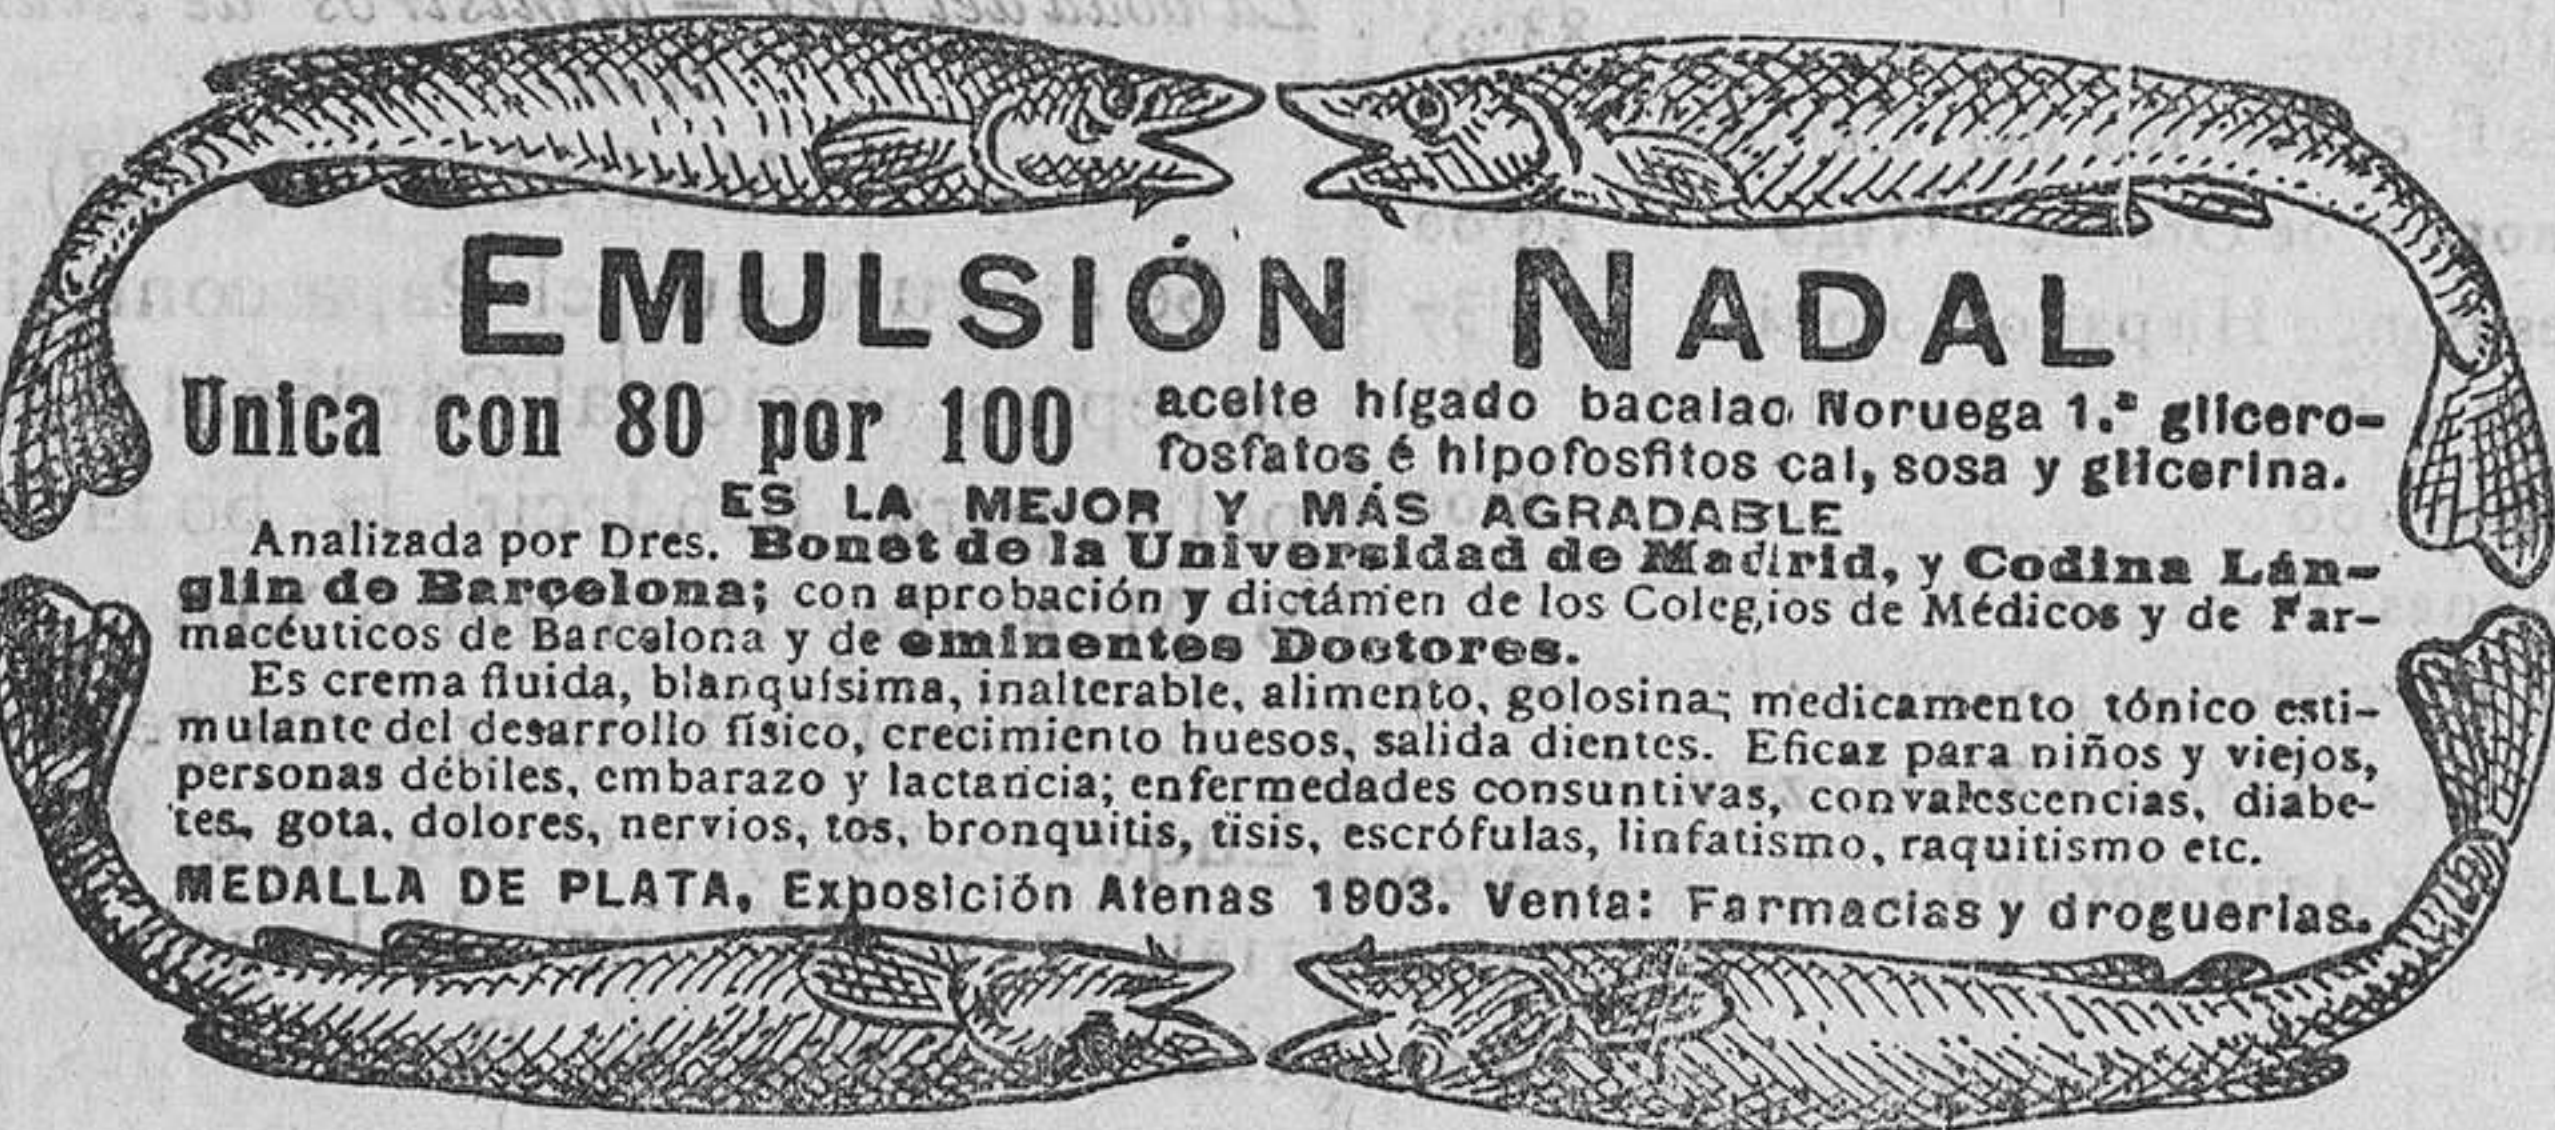 EMULSIÓN NADAL
Unica con 80 por 100 aceite hígado bacalao Noruega 1.ª glicero-
fosfatos é hipofosfitos cal, sosa y glicerina.
ES LA MEJOR Y MÁS AGRADABLE
Analizada por Dres. Bonet de la Universidad de Madrid, y Codina Län-
glin de Barcelona; con aprobación y dictámen de los Colegios de Médicos y de Far-
macéuticos de Barcelona y de eminentes Doctores.
Es crema fluida, blanquísima, inalterable, alimento, golosina; medicamento tónico esti-
mulante del desarrollo físico, crecimiento huesos, salida dientes. Eficaz para niños y viejos,
personas débiles, embarazo y lactancia; enfermedades consuntivas, convalescencias, diabe-
tes, gota, dolores, nervios, tos, bronquitis, tisis, escrófulas, linfatismo, raquitismo etc.
MEDALLA DE PLATA, Exposición Atenas 1903. Venta: Farmacias y droguerias.